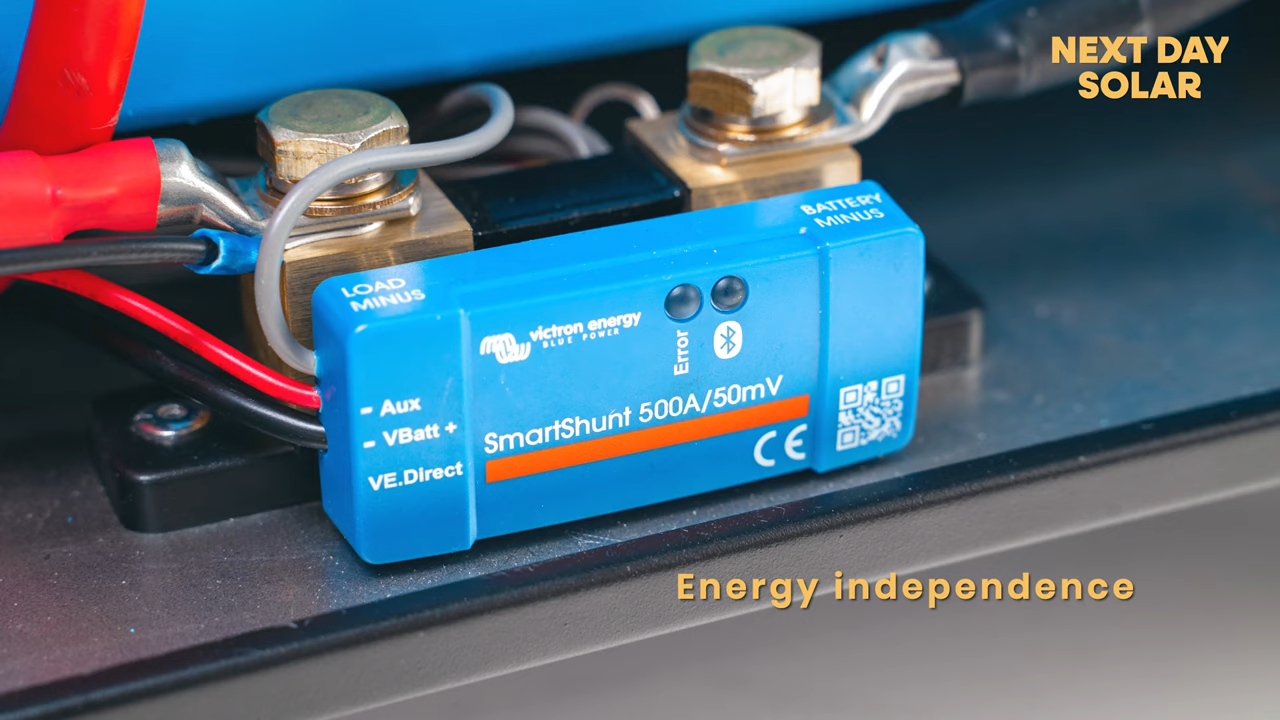 NEXT DAY
SOLAR
BATTERY
MINUS
LOAD
MINUS
victron energy
BLUE POWER
Error
- Aux
- VBatt +
VE.Direct
SmartShunt 500A/50mV
CE
Energy independence